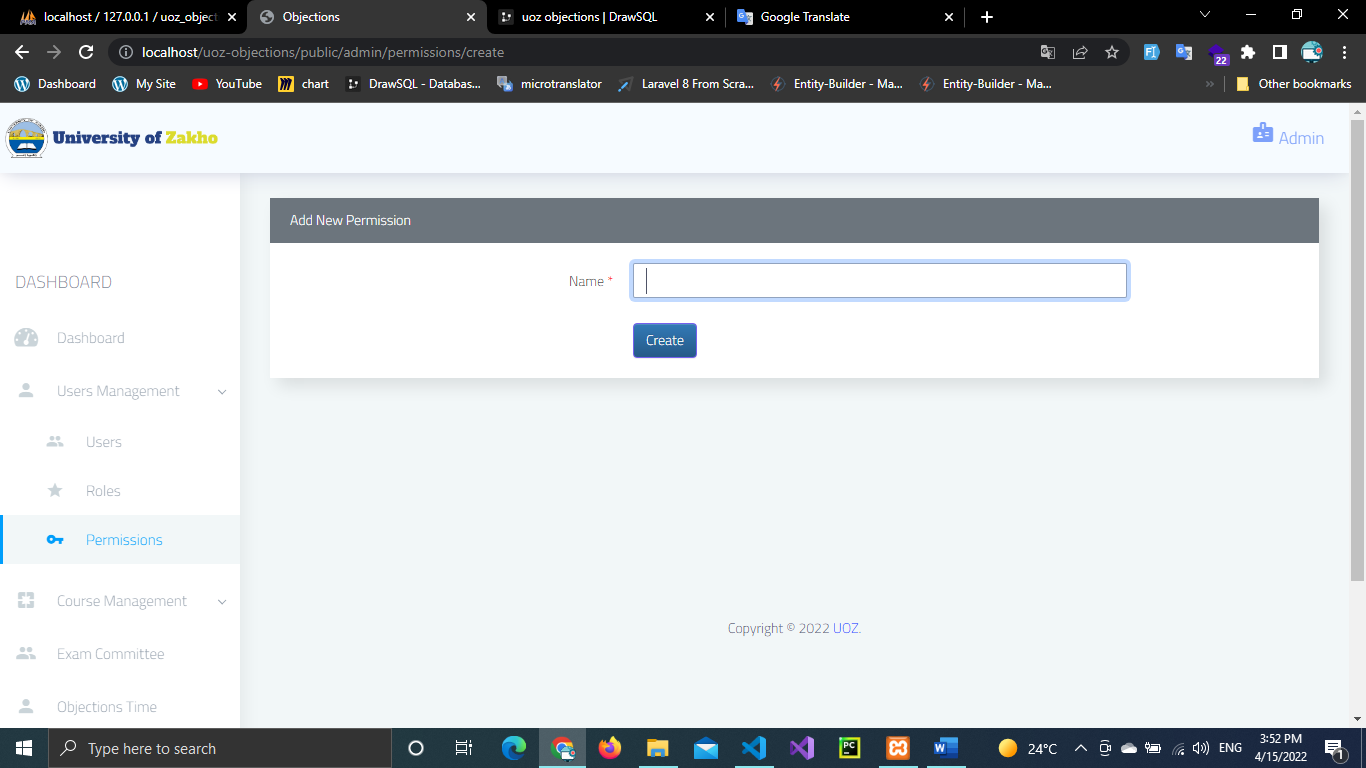 localhost / 127.0.0.1 / uoz_object
Objections
uoz objections | DrawSQL
Google Translate
localhost/uoz-objections/public/admin/permissions/create
22
Dashboard
My Site
YouTube
chart
DrawSQL - Databas...
microtranslator
Laravel 8 From Scra...
Entity-Builder - Ma...
Entity-Builder - Ma...
Other bookmarks
University of Zakho
Admin
Add New Permission
Name *
Create
DASHBOARD
Dashboard
Users Management
Users
Roles
Permissions
Course Management
Exam Committee
Objections Time
Copyright © 2022 UOZ.
Type here to search
24°C
ENG
3:52 PM
4/15/2022
1